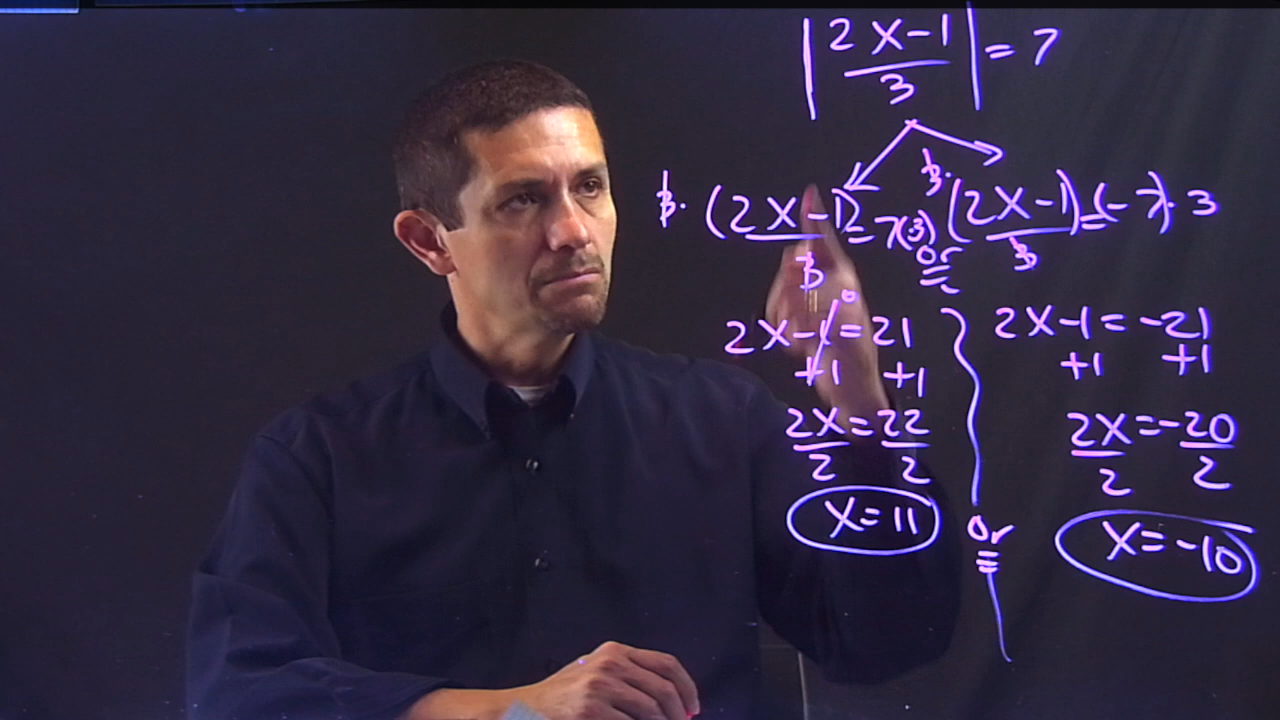 |2x-1/3| = 7
3·(2x-1)/3 = 7(3) or 3·(2x-1)/3 = (-7)·3
2x-1=21 2x-1=-21
+1 +1 +1 +1
2x/2=22/2 2x/2=-20/2
x=11 or x=-10